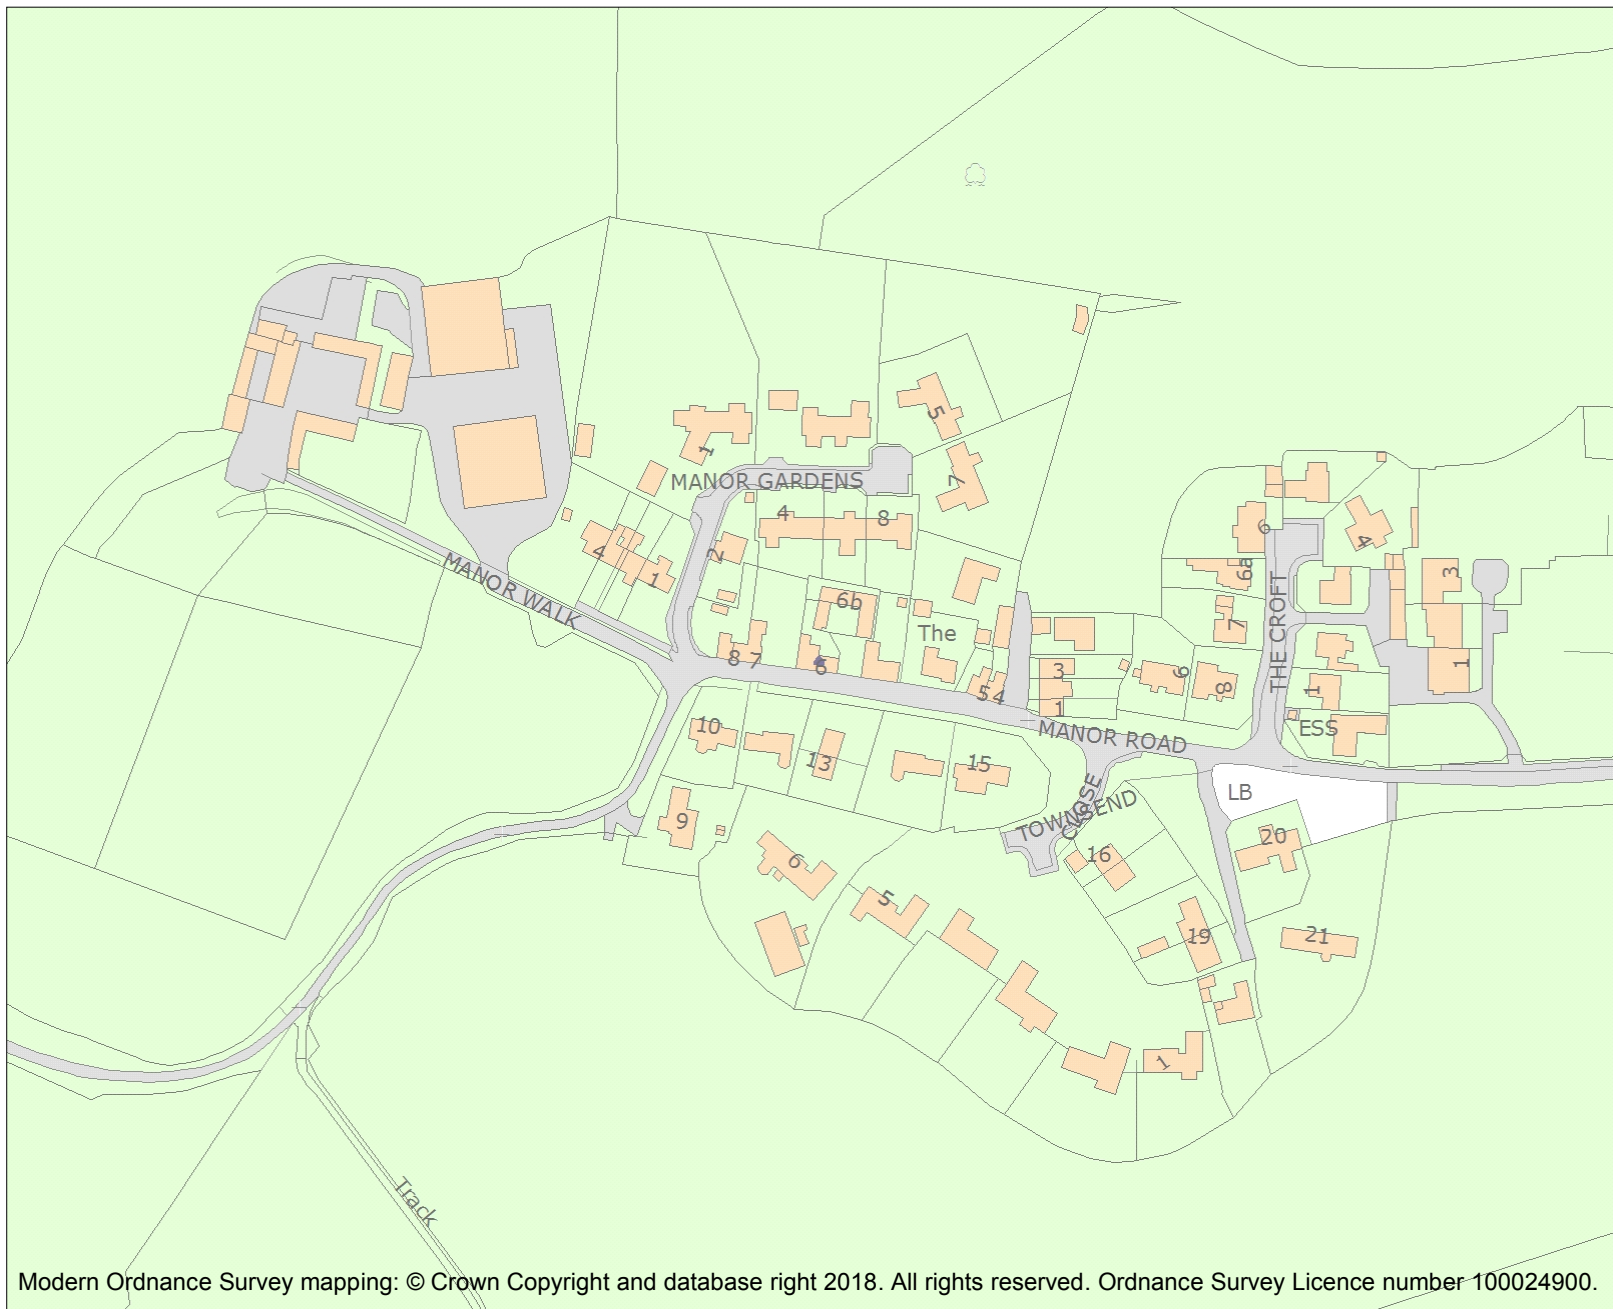 5
1
MANOR GARDENS
7
4
8
6
4
2
4
1
MANOR WALK
6a
3
6b
THE CROFT
The
7
8
7
6
3
6
8
1
1
5
4
1
10
MANOR ROAD
ESS
13
15
LB
9
TOWNSEND
CLOSE
20
6
16
5
19
21
1
Track
Modern Ordnance Survey mapping: © Crown Copyright and database right 2018. All rights reserved. Ordnance Survey Licence number 100024900.